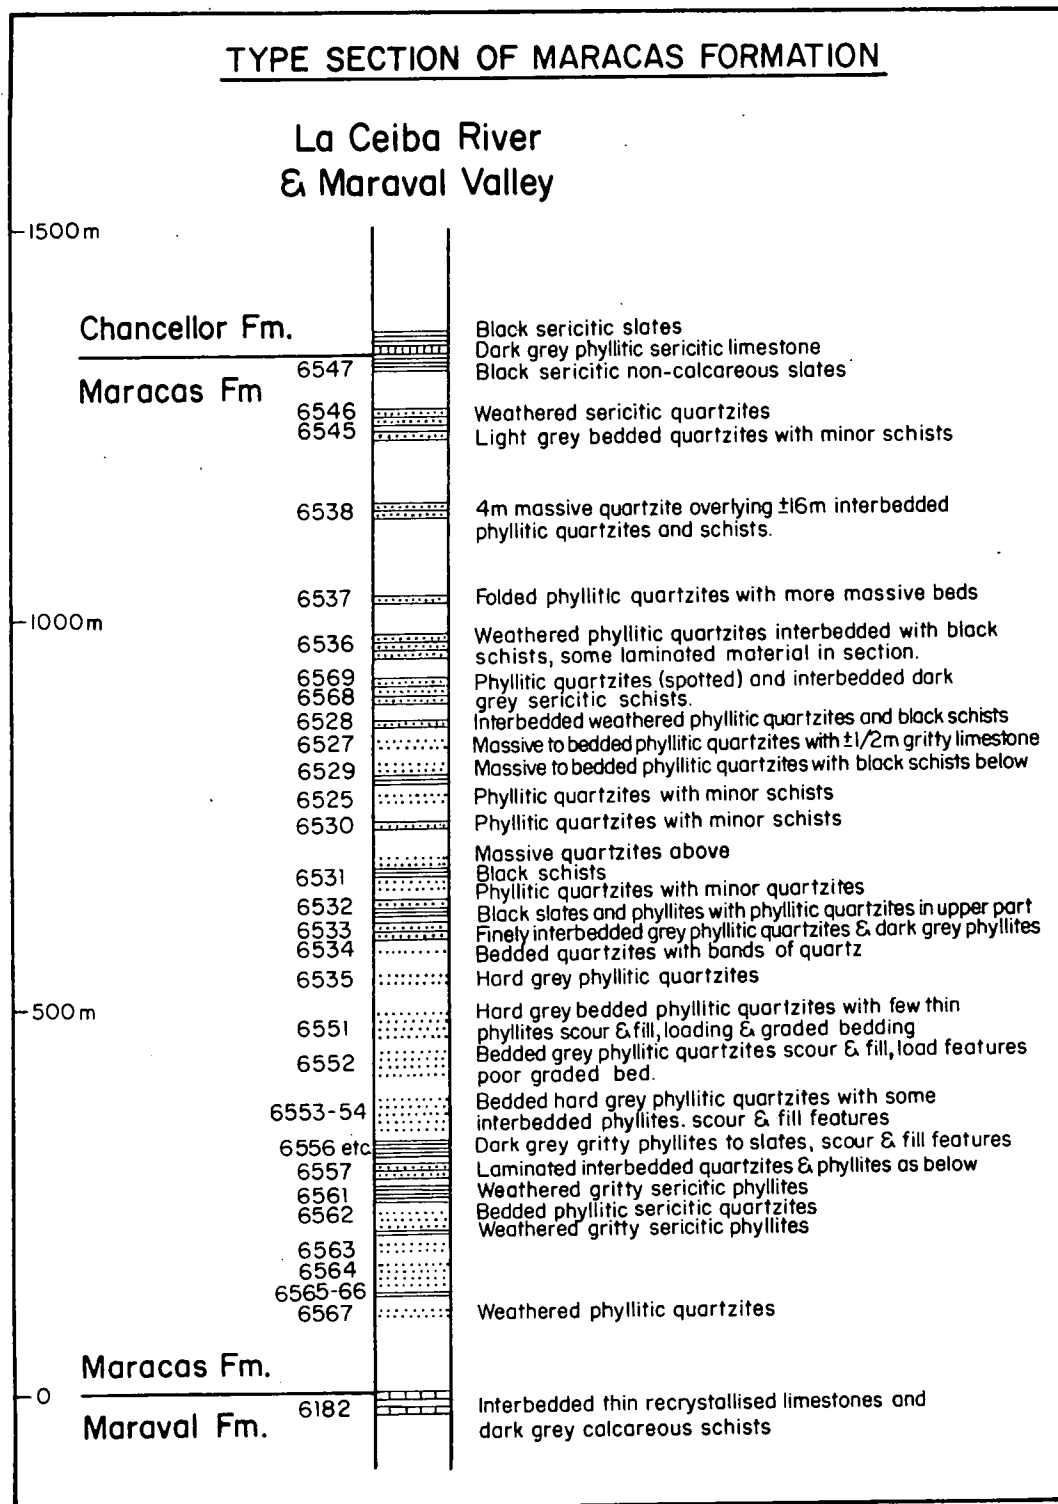 TYPE SECTION OF MARACAS FORMATION
La Ceiba River
& Maraval Valley
1500m
Chancellor Fm.
Black sericitic slates
Dark grey phyllitic sericitic limestone
6547
Black sericitic non-calcareous slates
Maracas Fm
6546
Weathered sericitic quartzites
6545
Light grey bedded quartzites with minor schists
6538
4m massive quartzite overlying ±16m interbedded
phyllitic quartzites and schists.
6537
Folded phyllitic quartzites with more massive beds
1000m
6536
Weathered phyllitic quartzites interbedded with black
schists, some laminated material in section.
6569
Phyllitic quartzites (spotted) and interbedded dark
6568
grey sericitic schists.
6528
Interbedded weathered phyllitic quartzites and black schists
6527
Massive to bedded phyllitic quartzites with ±1/2m gritty limestone
6529
Massive to bedded phyllitic quartzites with black schists below
6525
Phyllitic quartzites with minor schists
6530
Phyllitic quartzites with minor schists
Massive quartzites above
6531
Black schists
Phyllitic quartzites with minor quartzites
6532
Black slates and phyllites with phyllitic quartzites in upper part
6533
Finely interbedded grey phyllitic quartzites & dark grey phyllites
6534
Bedded quartzites with bands of quartz
6535
Hard grey phyllitic quartzites
500m
6551
Hard grey bedded phyllitic quartzites with few thin
phyllites scour & fill, loading & graded bedding
6552
Bedded grey phyllitic quartzites scour & fill, load features
poor graded bed.
6553-54
Bedded hard grey phyllitic quartzites with some
interbedded phyllites. scour & fill features
6556 etc
Dark grey gritty phyllites to slates, scour & fill features
6557
Laminated interbedded quartzites & phyllites as below
6561
Weathered gritty sericitic phyllites
6562
Bedded phyllitic sericitic quartzites
Weathered gritty sericitic phyllites
6563
6564
6565-66
6567
Weathered phyllitic quartzites
Maracas Fm.
0
6182
Interbedded thin recrystallised limestones and
dark grey calcareous schists
Maraval Fm.